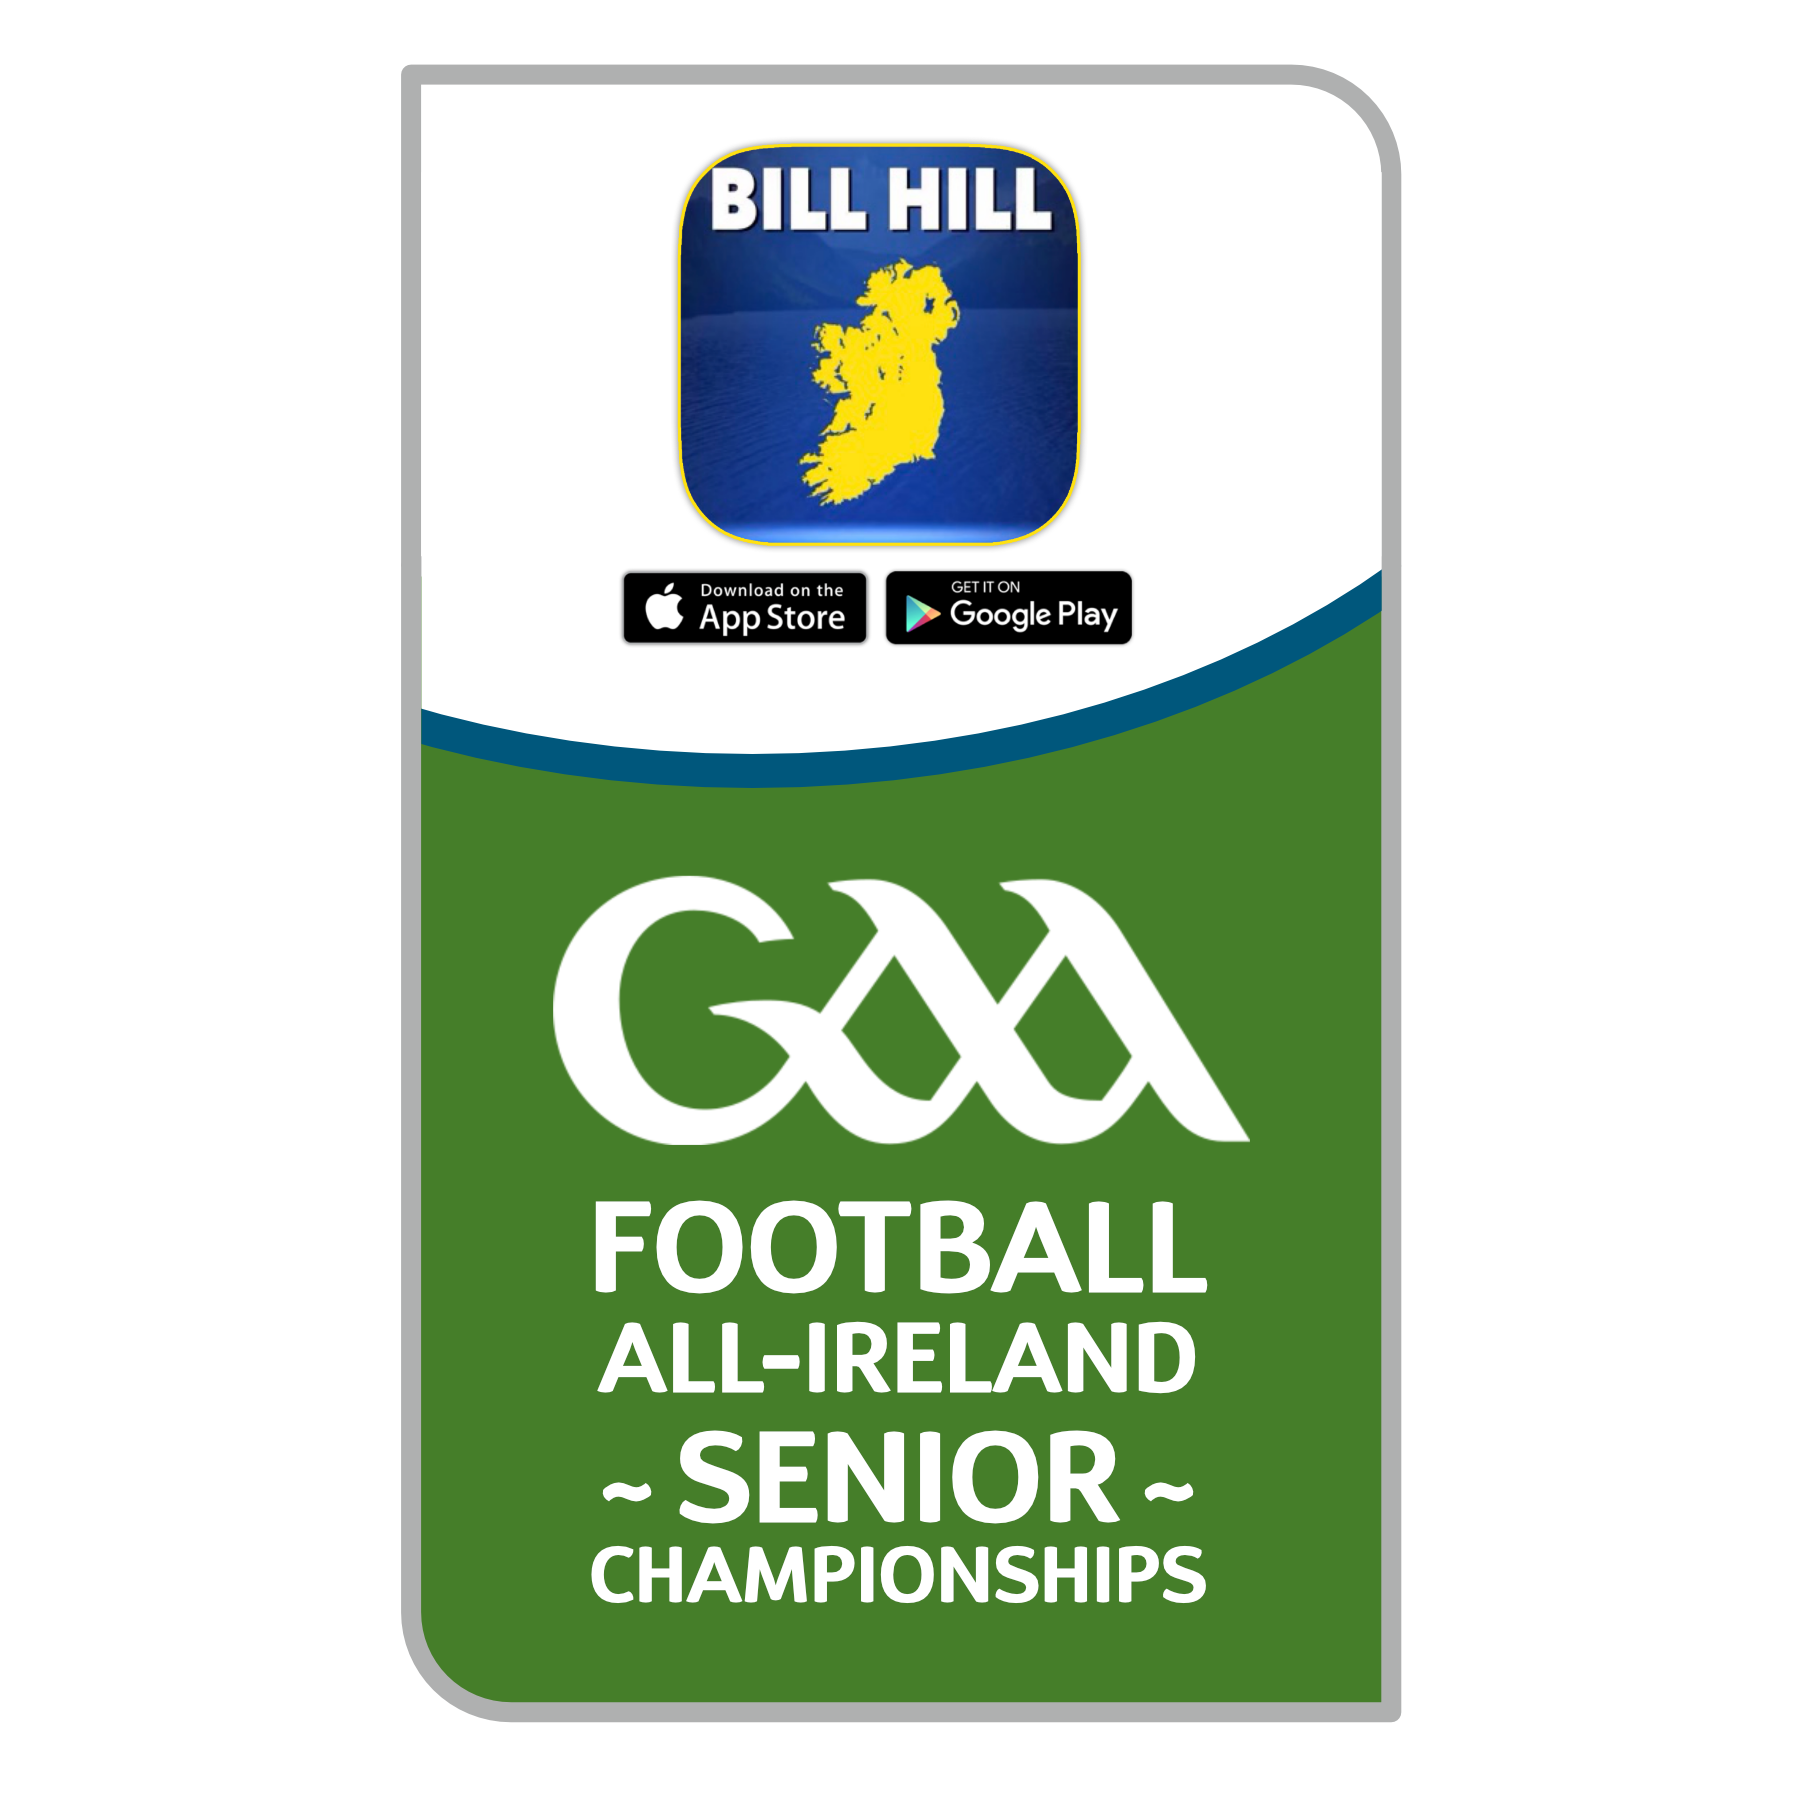 BILL HILL
Download on the
App Store
GET IT ON
Google Play
GAA
FOOTBALL
ALL-IRELAND
~ SENIOR ~
CHAMPIONSHIPS